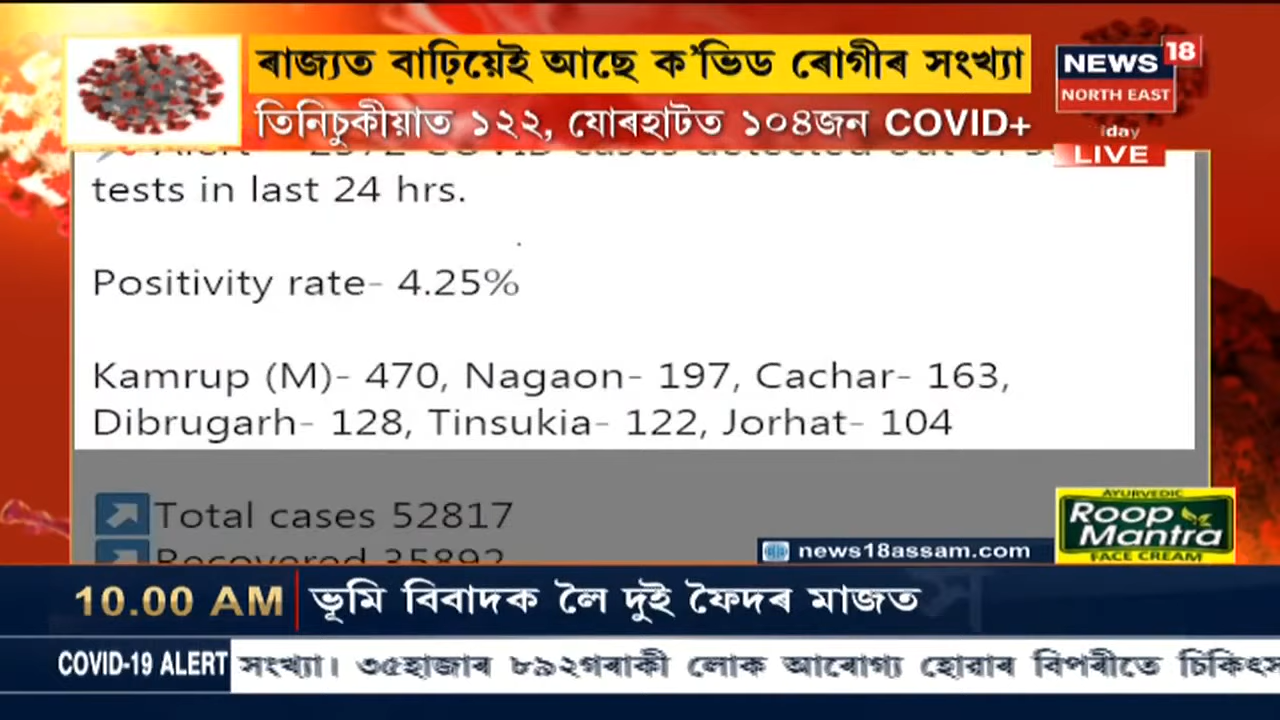 ৰাজ্যত বাঢ়িয়েই আছে ক'ভিড ৰোগীৰ সংখ্যা
তিনিচুকীয়াত ১২২, যোৰহাটত ১০৪জন COVID+
NEWS 18
NORTH EAST
LIVE
tests in last 24 hrs.
Positivity rate- 4.25%
Kamrup (M)- 470, Nagaon- 197, Cachar- 163,
Dibrugarh- 128, Tinsukia- 122, Jorhat- 104
Total cases 52817
Recovered 35892
AYURVEDIC
Roop
Mantra
FACE CREAM
news18assam.com
10.00 AM ভূমি বিবাদক লৈ দুই ফৈদৰ মাজত
COVID-19 ALERT সংখ্যা। ৩৫হাজাৰ ৮৯২গৰাকী লোক আৰোগ্য হোৱাৰ বিপৰীতে